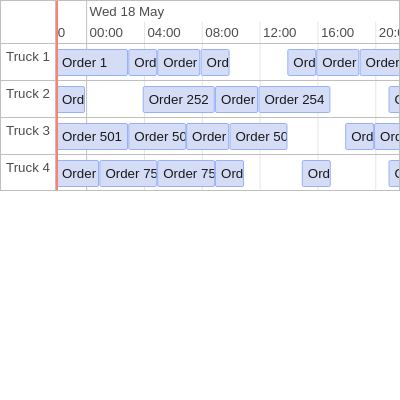 Wed 18 May
0 00:00 04:00 08:00 12:00 16:00 20:
Truck 1 Order 1 Ord Order Ord Ord Order Order
Truck 2 Ord Order 252 Order Order 254
Truck 3 Order 501 Order 50 Order Order 50 Ord Ord
Truck 4 Order Order 75 Order 75 Ord Ord